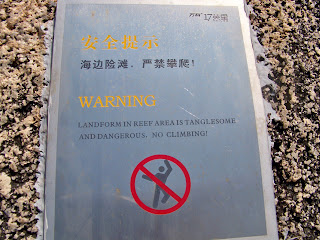 安全提示
海边险滩，严禁攀爬！
WARNING
LANDFORM IN REEF AREA IS TANGLESOME
AND DANGEROUS, NO CLIMBING!